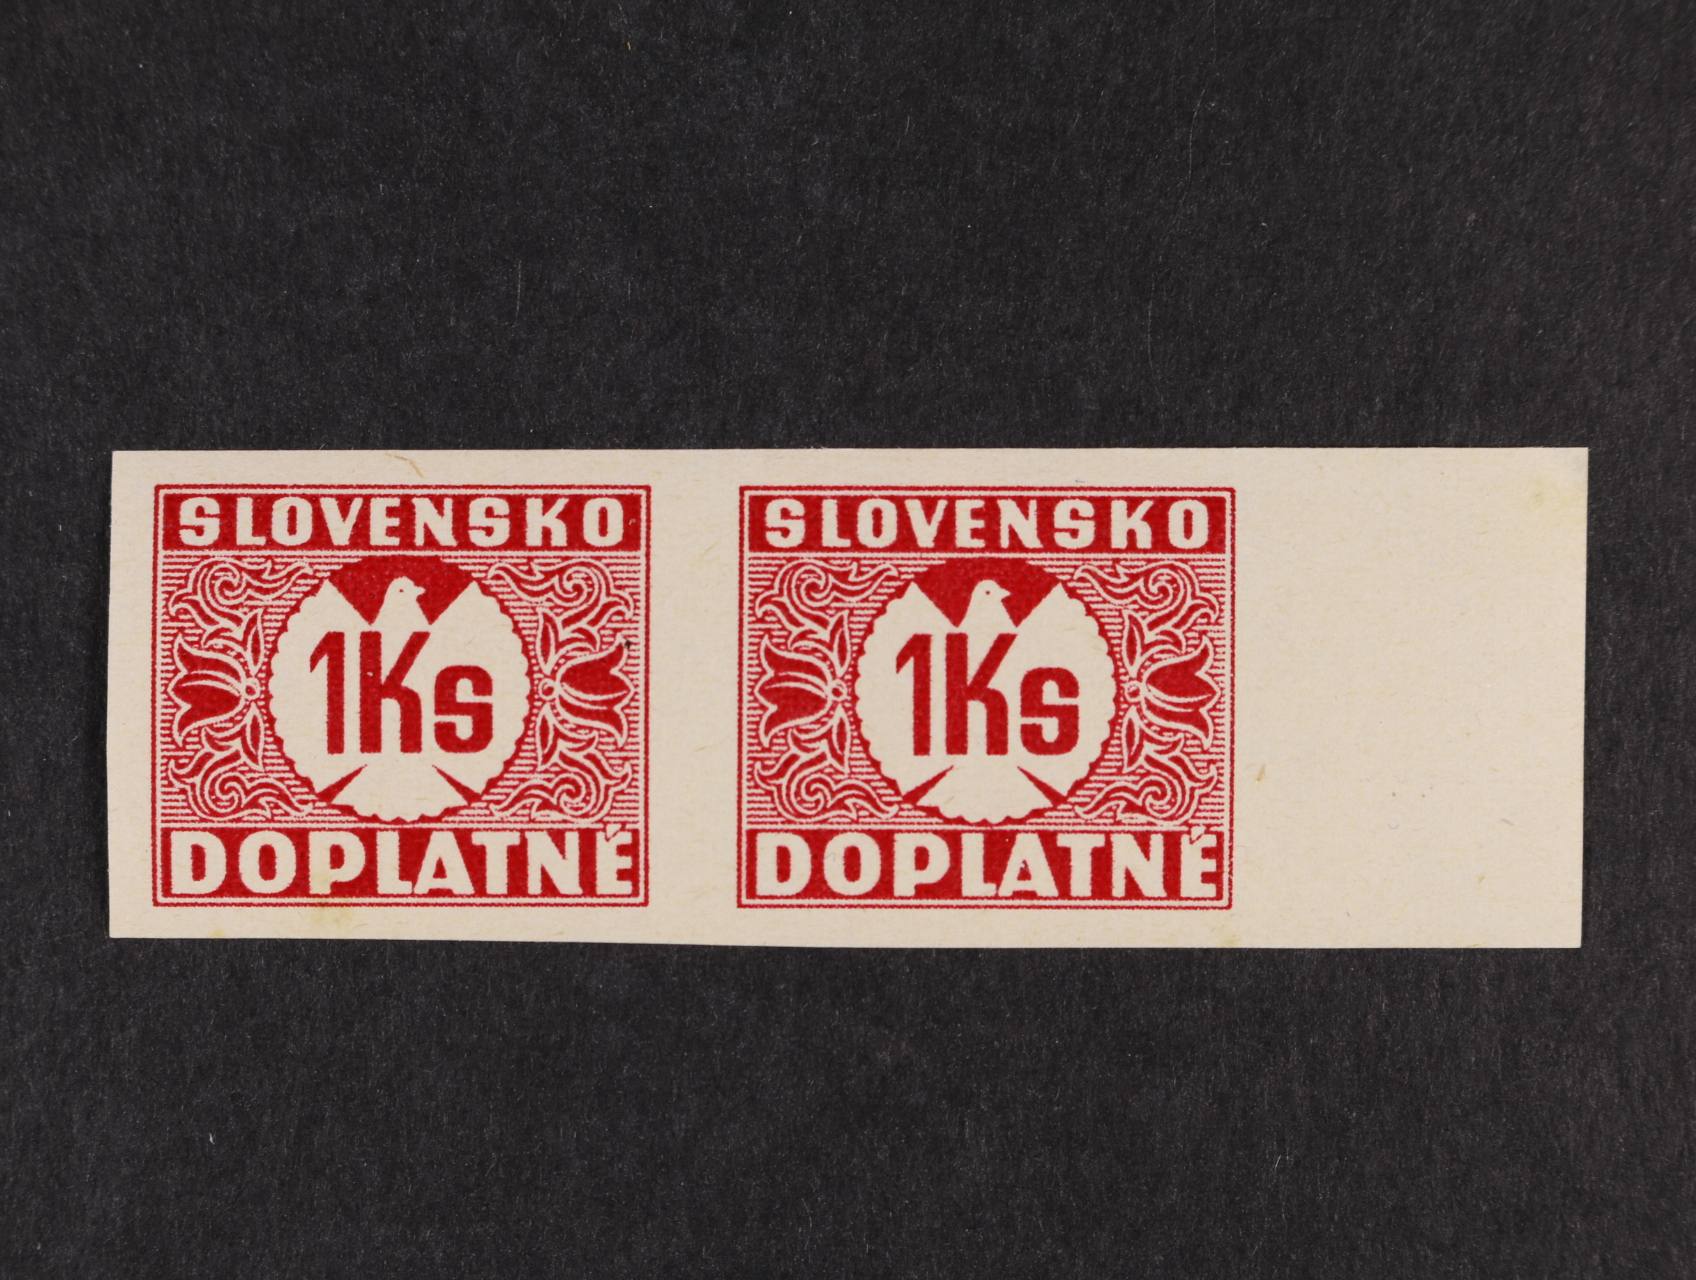 SLOVENSKO
1Ks
DOPLATNÉ
SLOVENSKO
1Ks
DOPLATNÉ